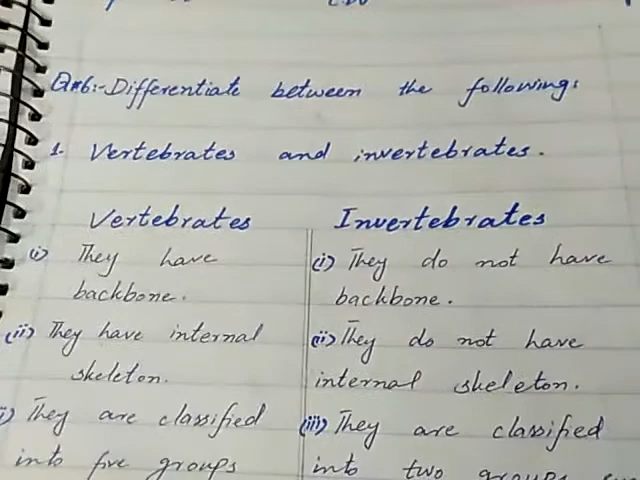 Q#6:- Differentiate between the following:
1. Vertebrates and invertebrates.
Vertebrates
(i) They have
backbone.
(ii) They have internal
skeleton.
i) They are classified
into five groups
Invertebrates
(i) They do not have
backbone.
(ii) They do not have
internal skeleton.
(iii) They are classified
into two groups